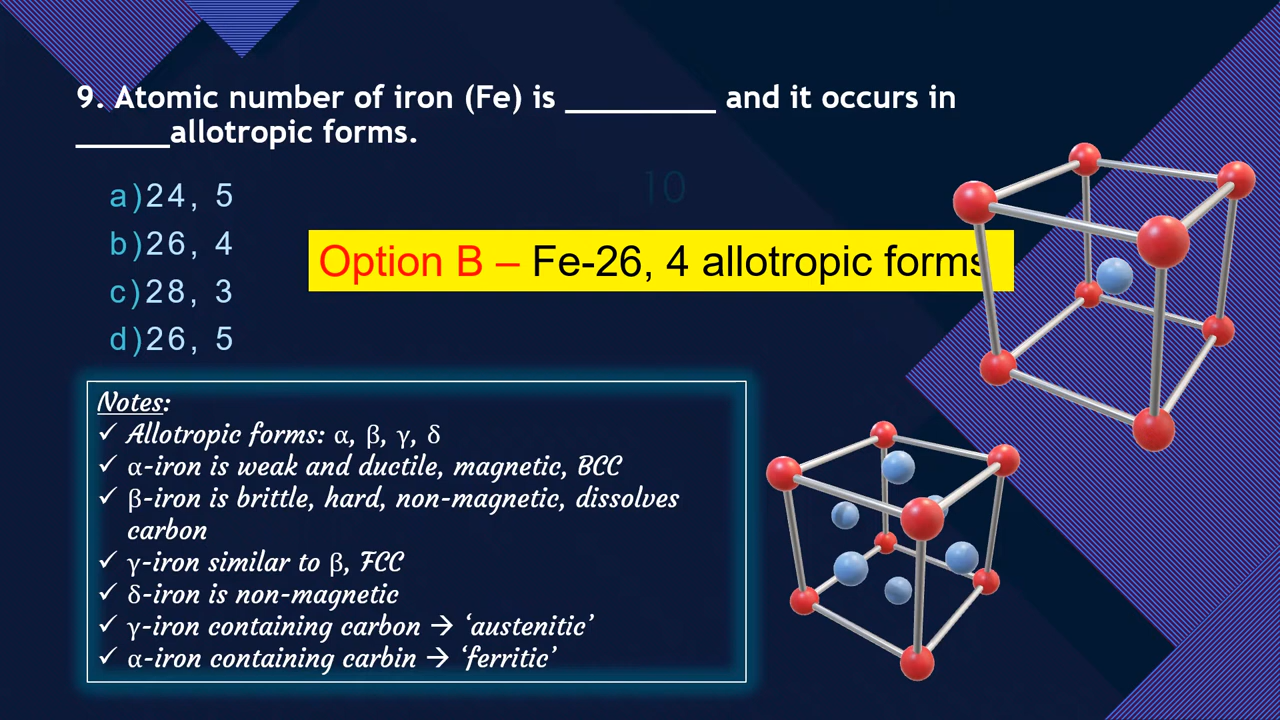 9. Atomic number of iron (Fe) is _________ and it occurs in
______allotropic forms.
10
a)24, 5
b)26, 4
Option B – Fe-26, 4 allotropic forms
c)28, 3
d)26, 5
Notes:
✓ Allotropic forms: α, β, γ, δ
✓ α-iron is weak and ductile, magnetic, BCC
✓ β-iron is brittle, hard, non-magnetic, dissolves
carbon
✓ γ-iron similar to β, FCC
✓ δ-iron is non-magnetic
✓ γ-iron containing carbon → ‘austenitic’
✓ α-iron containing carbin → ‘ferritic’